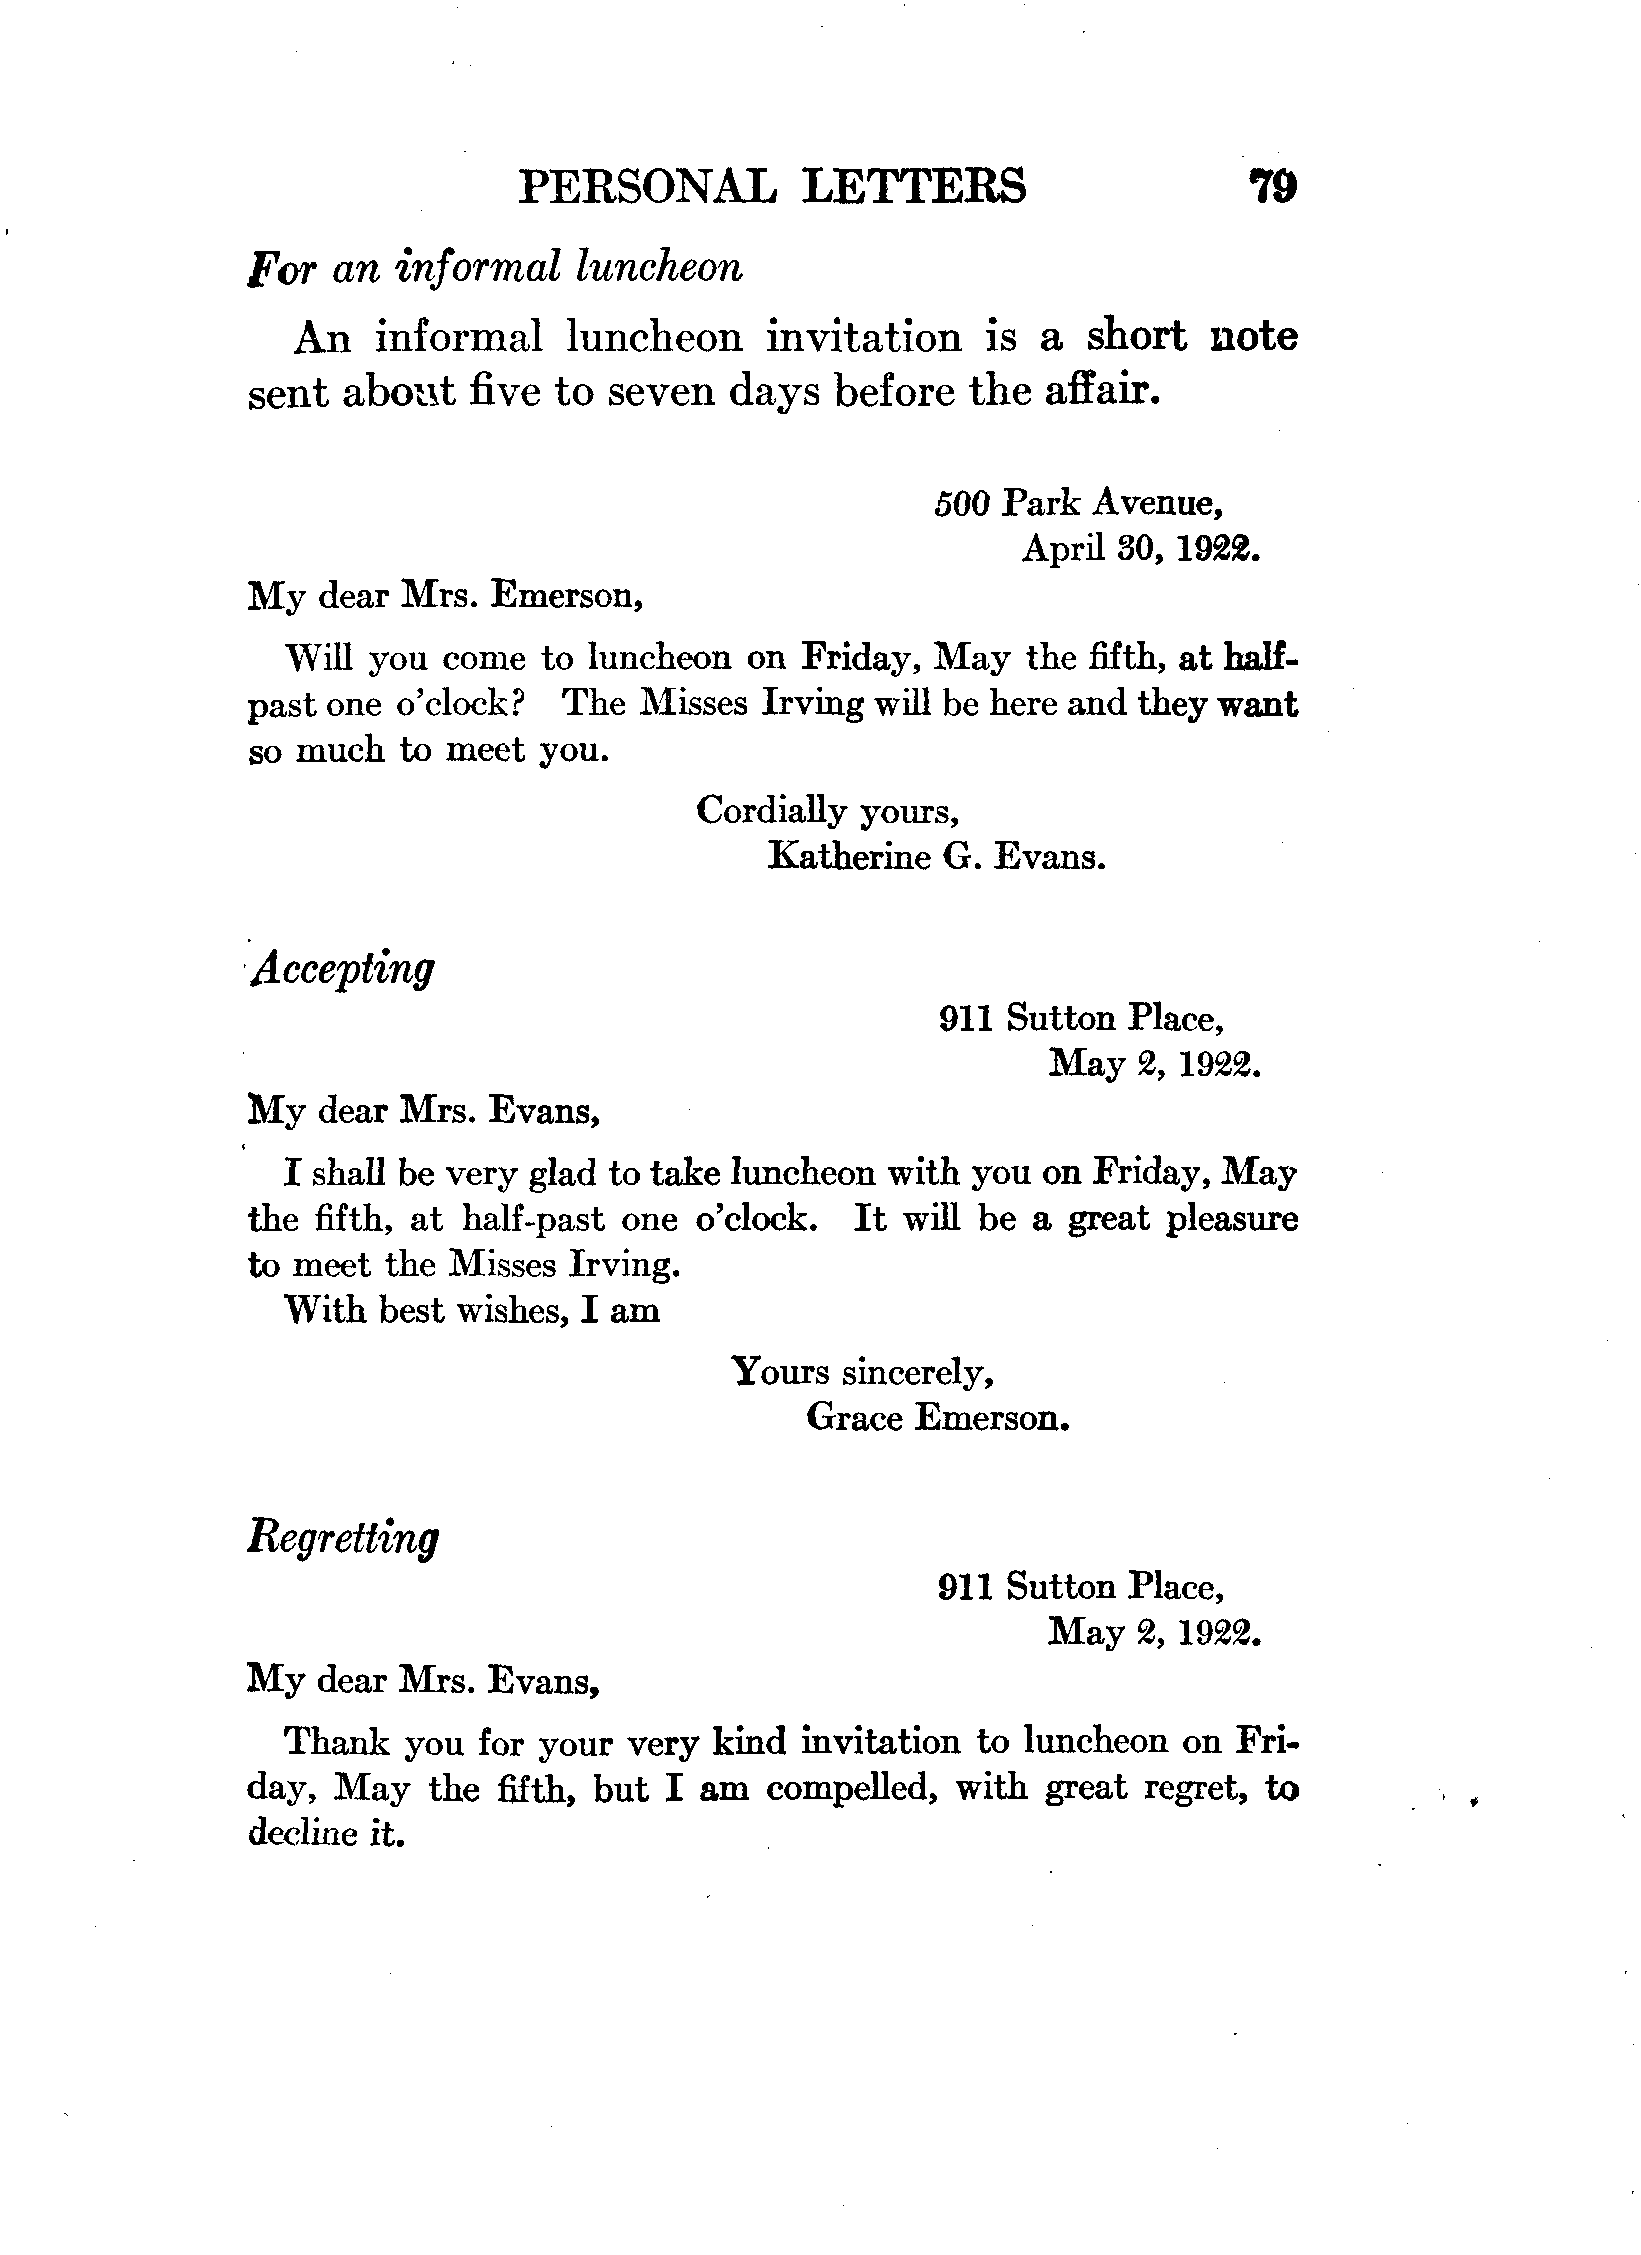 PERSONAL LETTERS 79
For an informal luncheon
An informal luncheon invitation is a short note
sent about five to seven days before the affair.
500 Park Avenue,
April 30, 1922.
My dear Mrs. Emerson,
Will you come to luncheon on Friday, May the fifth, at half-
past one o'clock? The Misses Irving will be here and they want
so much to meet you.
Cordially yours,
Katherine G. Evans.
Accepting
911 Sutton Place,
May 2, 1922.
My dear Mrs. Evans,
I shall be very glad to take luncheon with you on Friday, May
the fifth, at half-past one o'clock. It will be a great pleasure
to meet the Misses Irving.
With best wishes, I am
Yours sincerely,
Grace Emerson.
Regretting
911 Sutton Place,
May 2, 1922.
My dear Mrs. Evans,
Thank you for your very kind invitation to luncheon on Fri-
day, May the fifth, but I am compelled, with great regret, to
decline it.